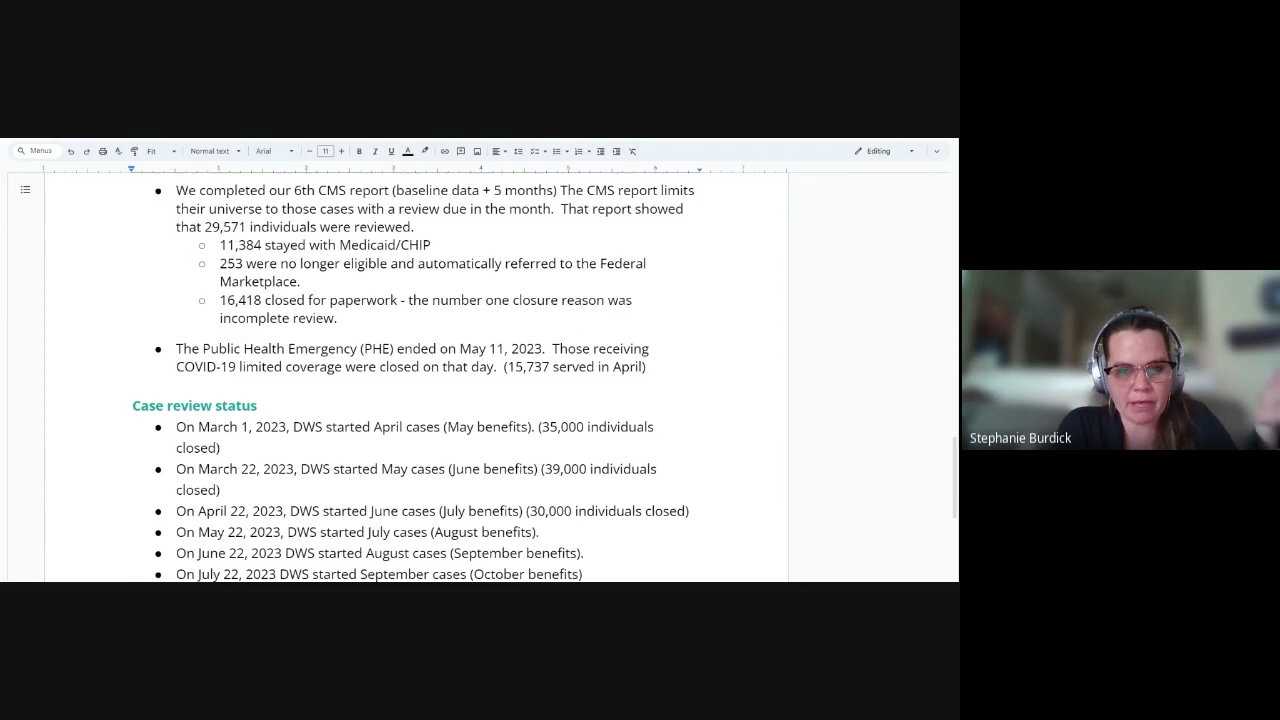 Menus
Fit
Normal text
Arial
11
B
I
U
A
Editing
1
1
2
3
4
5
6
7
• We completed our 6th CMS report (baseline data + 5 months) The CMS report limits
their universe to those cases with a review due in the month.  That report showed
that 29,571 individuals were reviewed.
○ 11,384 stayed with Medicaid/CHIP
○ 253 were no longer eligible and automatically referred to the Federal
Marketplace.
○ 16,418 closed for paperwork - the number one closure reason was
incomplete review.
• The Public Health Emergency (PHE) ended on May 11, 2023.  Those receiving
COVID-19 limited coverage were closed on that day.  (15,737 served in April)
Case review status
• On March 1, 2023, DWS started April cases (May benefits). (35,000 individuals
closed)
• On March 22, 2023, DWS started May cases (June benefits) (39,000 individuals
closed)
• On April 22, 2023, DWS started June cases (July benefits) (30,000 individuals closed)
• On May 22, 2023, DWS started July cases (August benefits).
• On June 22, 2023 DWS started August cases (September benefits).
• On July 22, 2023 DWS started September cases (October benefits)
Stephanie Burdick